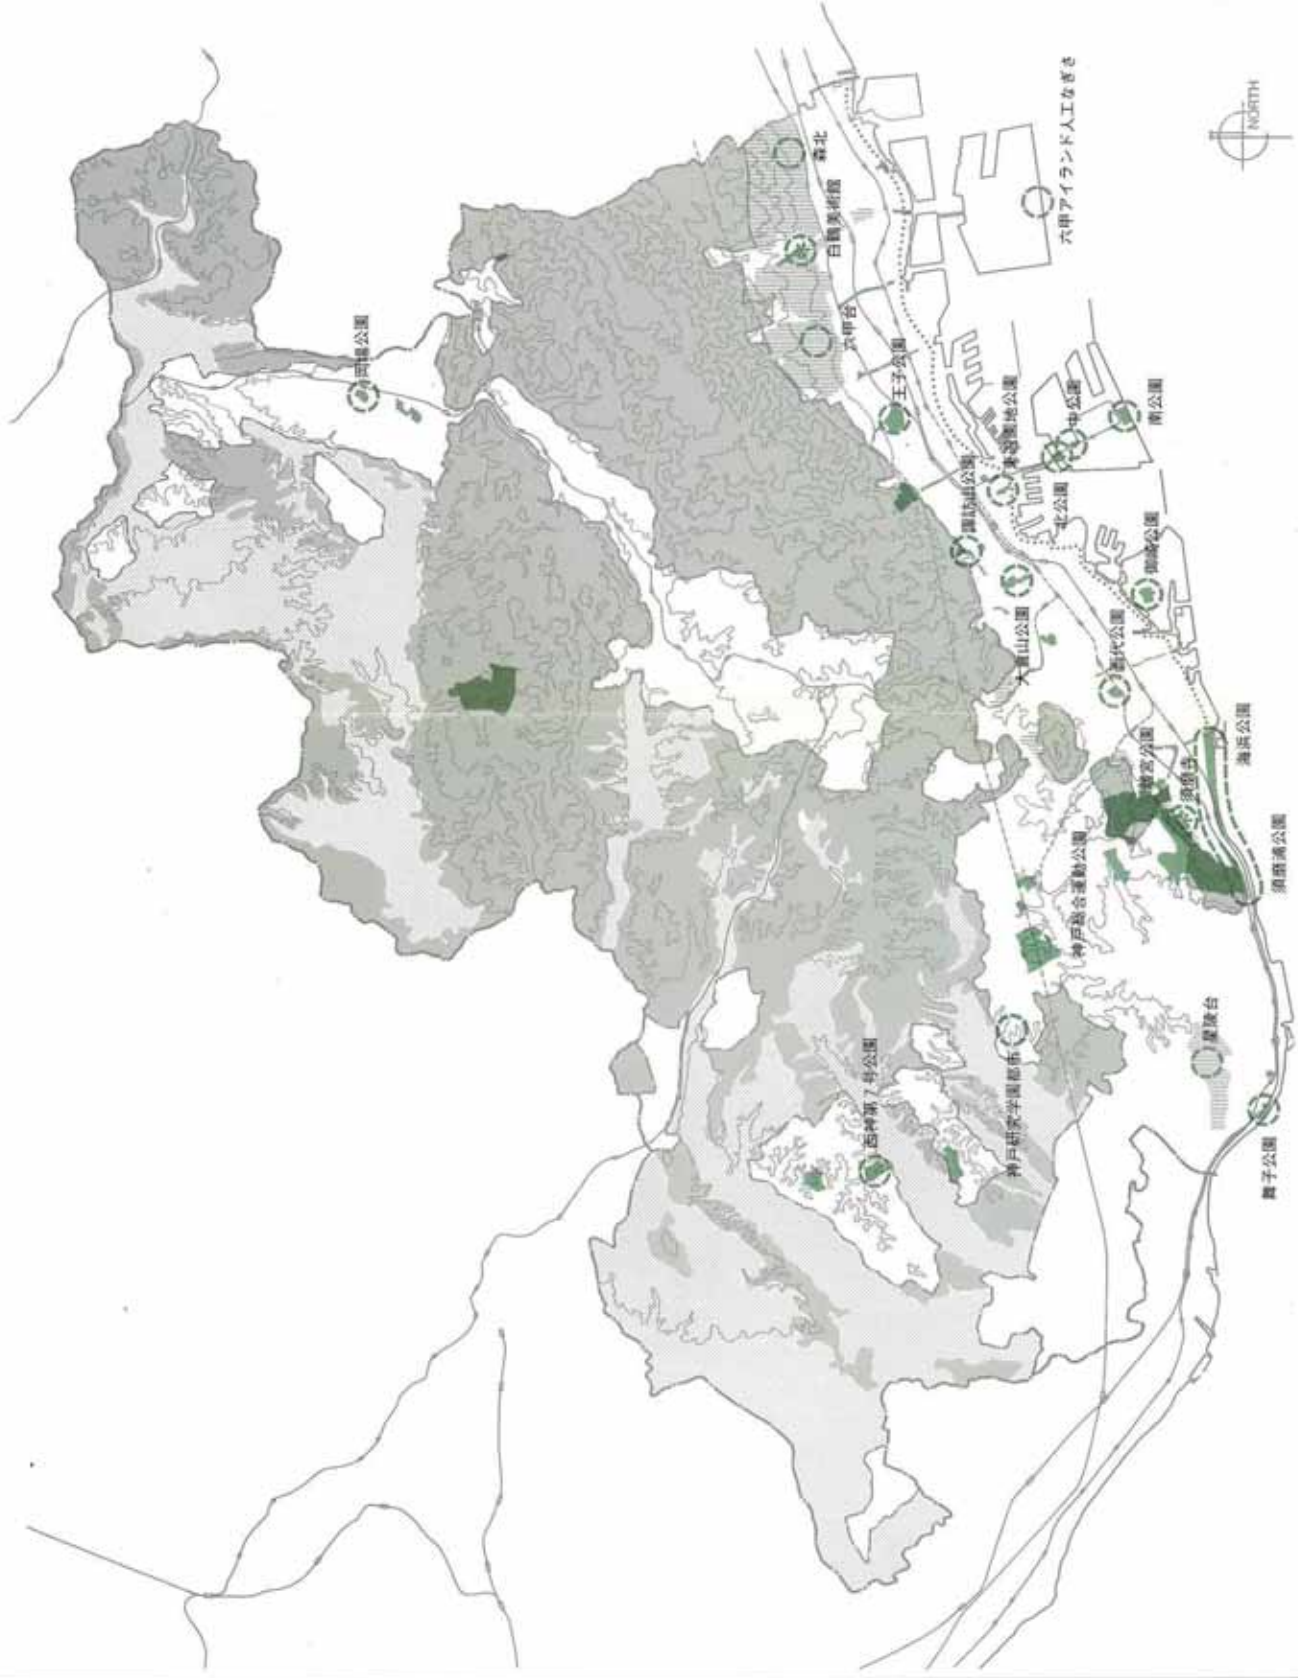 NORTH
六甲アイランド人工なぎさ
森北
白鶴美術館
六甲台
岡場公園
王子公園
東遊園地公園
中公園
南公園
諏訪山公園
北公園
御崎公園
大倉山公園
西代公園
離宮公園
須磨寺
海浜公園
須磨浦公園
神戸総合運動公園
星陵台
西神第7号公園
神戸研究学園都市
舞子公園